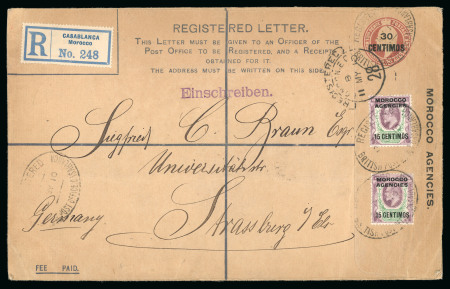 REGISTERED LETTER.
THIS LETTER MUST BE GIVEN TO AN OFFICER OF THE
POST OFFICE TO BE REGISTERED, AND A RECEIPT
OBTAINED FOR IT.
THE ADDRESS MUST BE WRITTEN ON THIS SIDE.
R
CASABLANCA
Morocco
No. 248
30
CENTIMOS
Einschreiben.
MOROCCO AGENCIES.
MOROCCO
AGENCIES
15 CENTIMOS
MOROCCO
AGENCIES
15 CENTIMOS
C. Braun Esq
Universitätstr
Strassburg i/Els
Germany
FEE PAID.